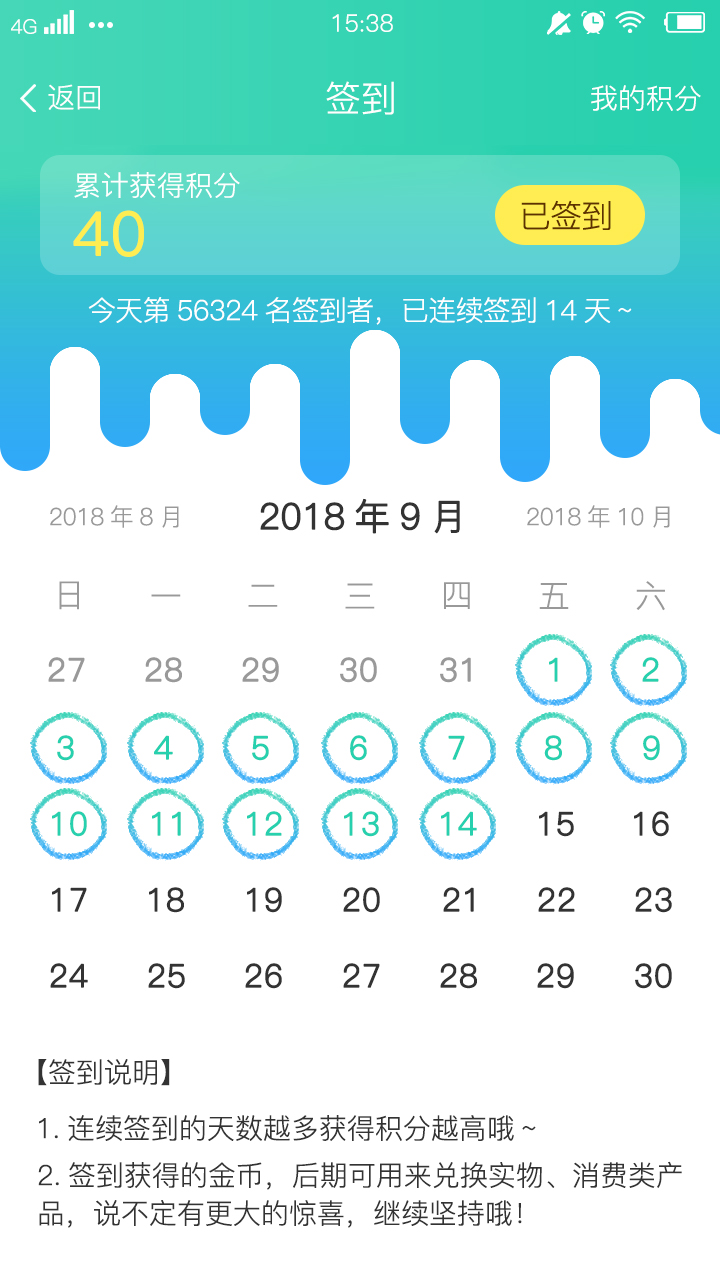 4G 15:38
返回 签到 我的积分
累计获得积分
40
已签到
今天第 56324 名签到者，已连续签到 14 天 ~
2018 年 8 月 2018 年 9 月 2018 年 10 月
日 一 二 三 四 五 六
27 28 29 30 31 1 2
3 4 5 6 7 8 9
10 11 12 13 14 15 16
17 18 19 20 21 22 23
24 25 26 27 28 29 30
【签到说明】
1. 连续签到的天数越多获得积分越高哦 ~
2. 签到获得的金币，后期可用来兑换实物、消费类产
品，说不定有更大的惊喜，继续坚持哦！